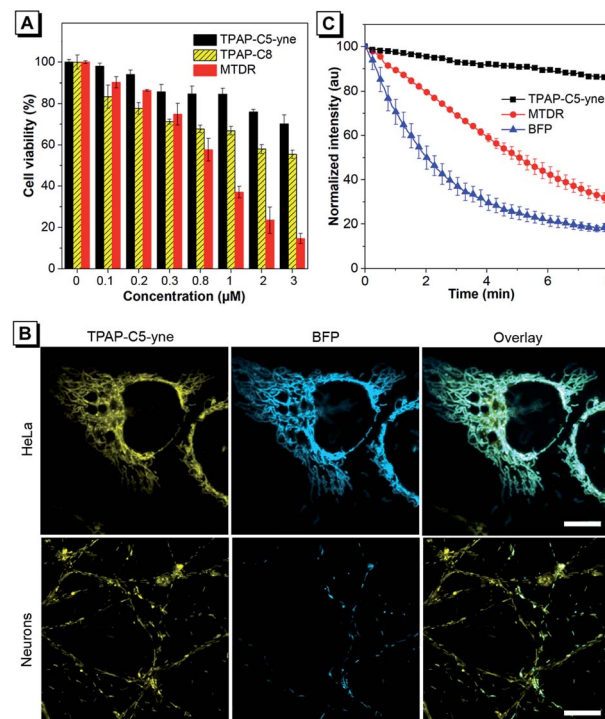 A
TPAP-C5-yne
TPAP-C8
MTDR
Cell viability (%)
100
80
60
40
20
0
0 0.1 0.2 0.3 0.8 1 2 3
Concentration (µM)
C
Normalized intensity (au)
100
80
60
40
20
0
TPAP-C5-yne
MTDR
BFP
0 2 4 6
Time (min)
B
TPAP-C5-yne BFP Overlay
HeLa
Neurons